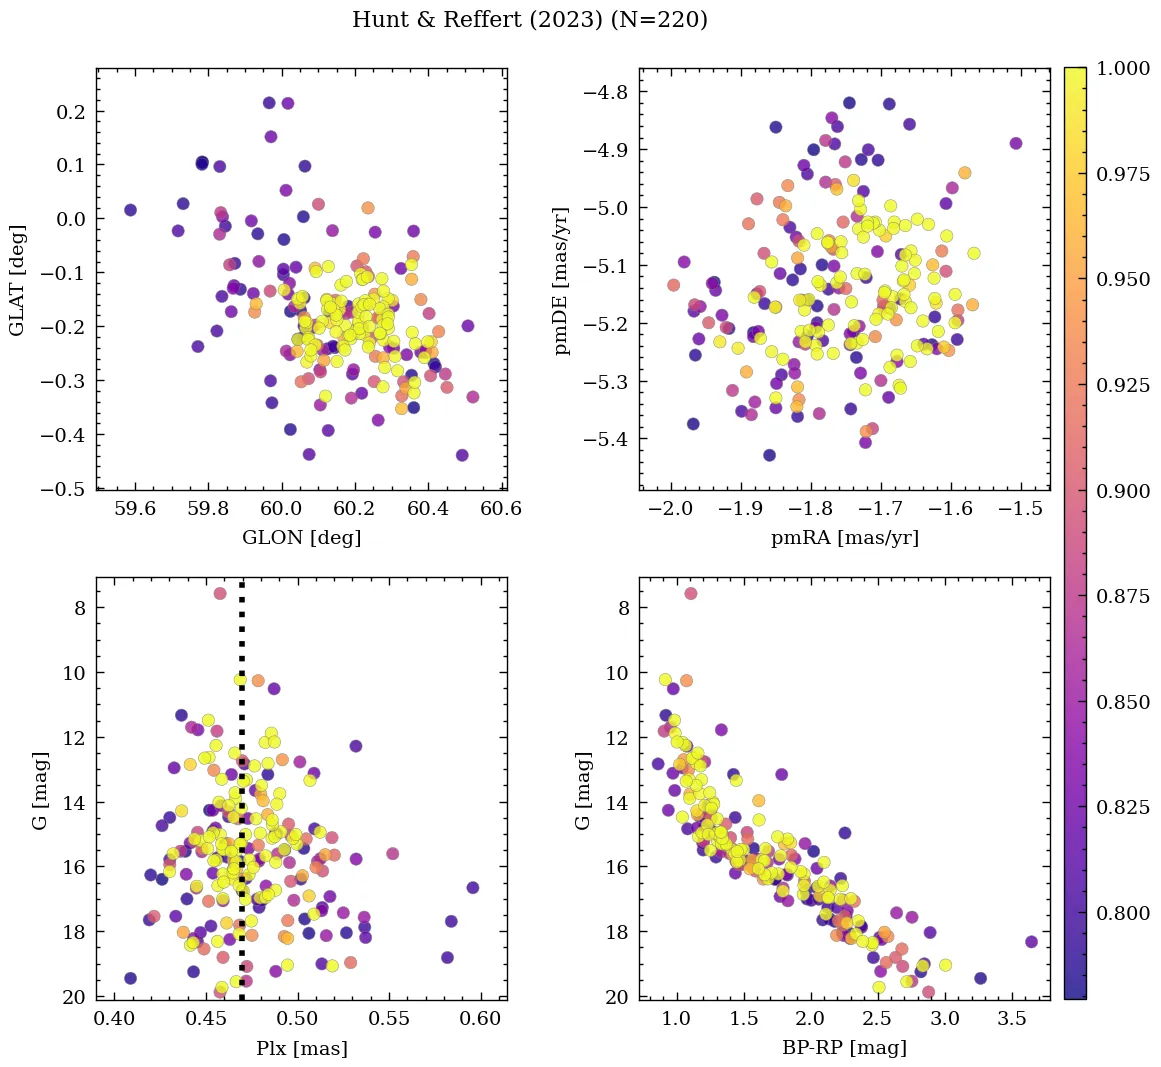 Hunt & Reffert (2023) (N=220)
0.2
0.1
0.0
−0.1
−0.2
−0.3
−0.4
−0.5
GLAT [deg]
59.6 59.8 60.0 60.2 60.4 60.6
GLON [deg]
−4.8
−4.9
−5.0
−5.1
−5.2
−5.3
−5.4
pmDE [mas/yr]
−2.0 −1.9 −1.8 −1.7 −1.6 −1.5
pmRA [mas/yr]
8
10
12
14
16
18
20
G [mag]
0.40 0.45 0.50 0.55 0.60
Plx [mas]
8
10
12
14
16
18
20
G [mag]
1.0 1.5 2.0 2.5 3.0 3.5
BP-RP [mag]
1.000
0.975
0.950
0.925
0.900
0.875
0.850
0.825
0.800